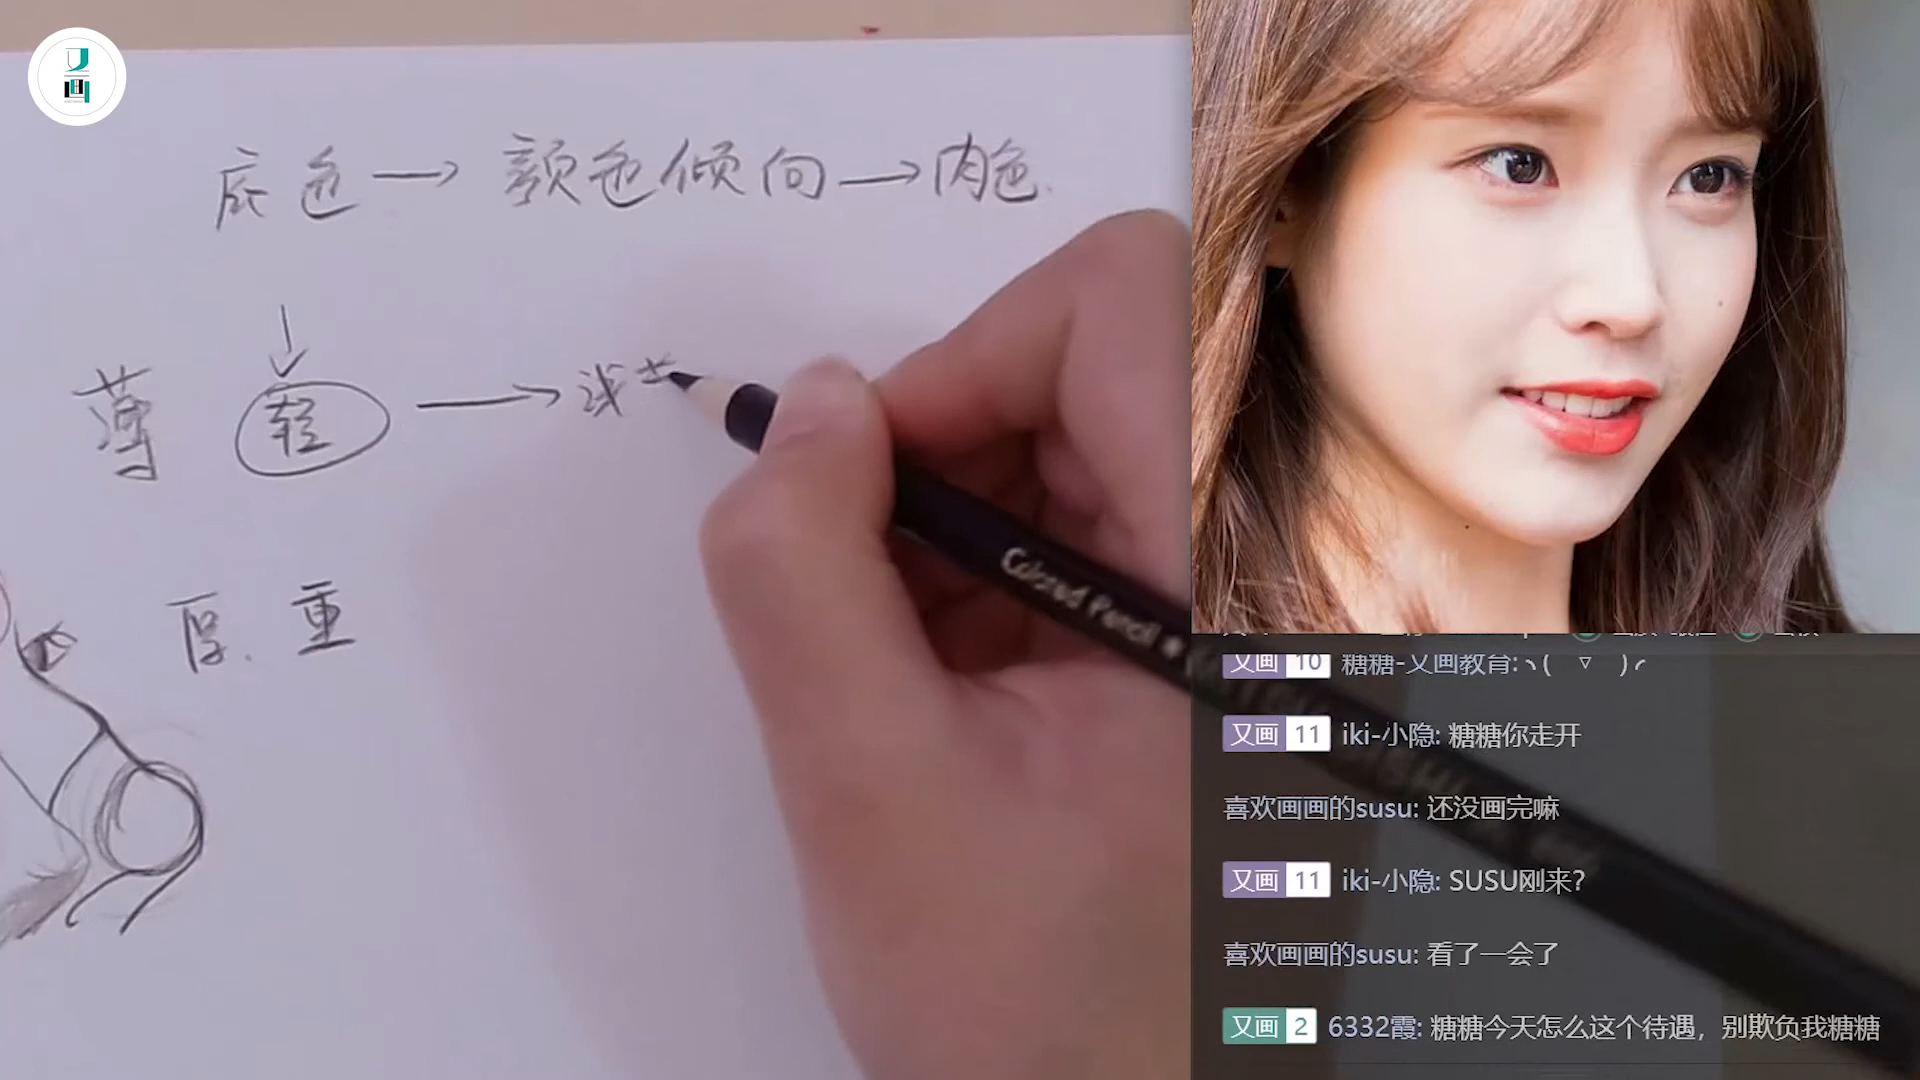 又画
底色→颜色倾向→肉色
薄 轻→浅
厚.重
Colored Pencil
又画 10 糖糖-又画教育:ヽ( ▽ )ノ
又画 11 iki-小隐: 糖糖你走开
喜欢画画的susu: 还没画完嘛
又画 11 iki-小隐: SUSU刚来?
喜欢画画的susu: 看了一会了
又画 2 6332霞: 糖糖今天怎么这个待遇，别欺负我糖糖